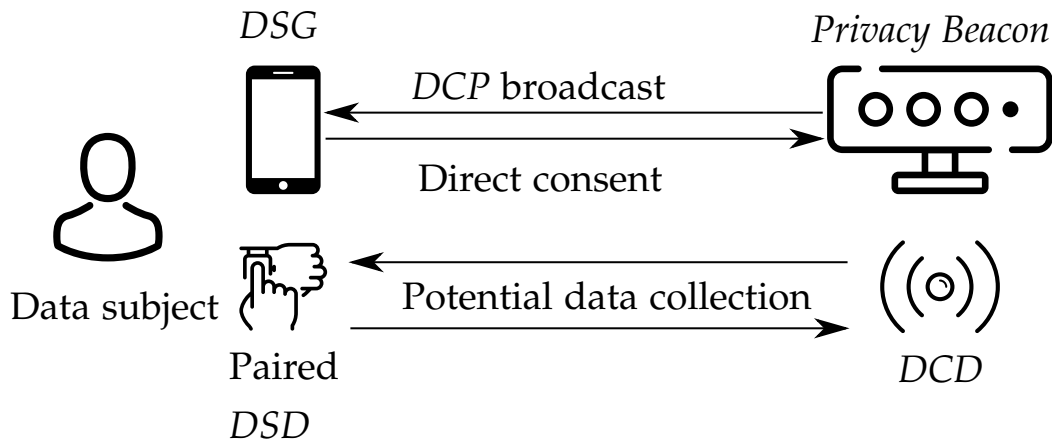 DSG
Privacy Beacon
DCP broadcast
Direct consent
Data subject
Potential data collection
Paired
DSD
DCD